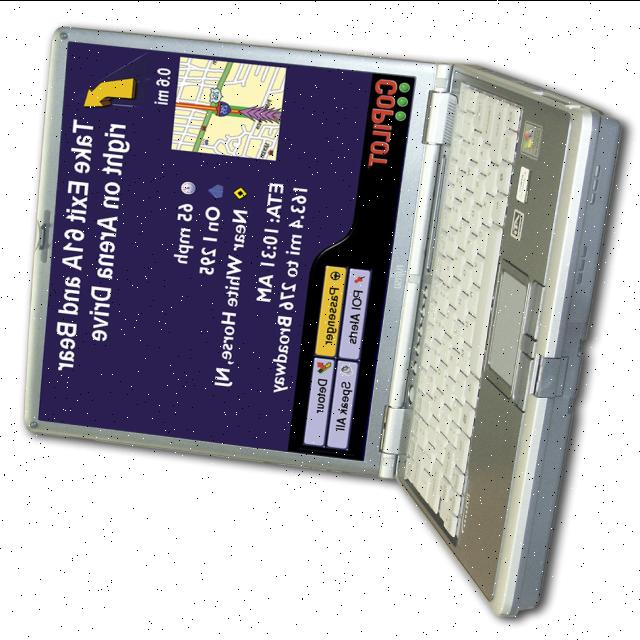 Take Exit 61A and Bear
right on Arena Drive
0.6 mi
65 mph
On I 295
Near White Horse, NJ
ETA: 10:31 AM
163.4 mi to 276 Broadway
Passenger
Detour
POI Alerts
Speak All
COPILOT